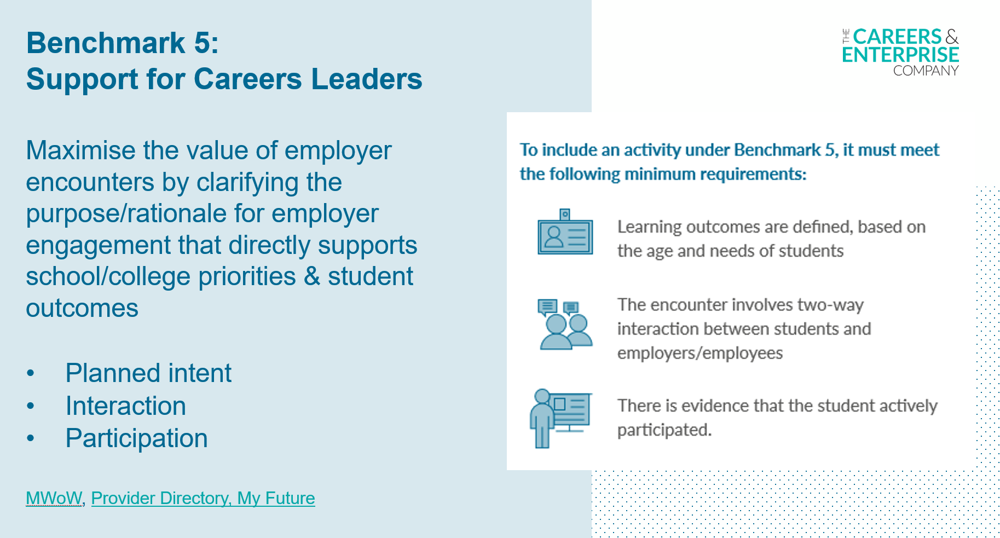 Benchmark 5:
Support for Careers Leaders
Maximise the value of employer
encounters by clarifying the
purpose/rationale for employer
engagement that directly supports
school/college priorities & student
outcomes
• Planned intent
• Interaction
• Participation
MWoW, Provider Directory, My Future
THE CAREERS &
ENTERPRISE
COMPANY
To include an activity under Benchmark 5, it must meet
the following minimum requirements:
Learning outcomes are defined, based on
the age and needs of students
The encounter involves two-way
interaction between students and
employers/employees
There is evidence that the student actively
participated.